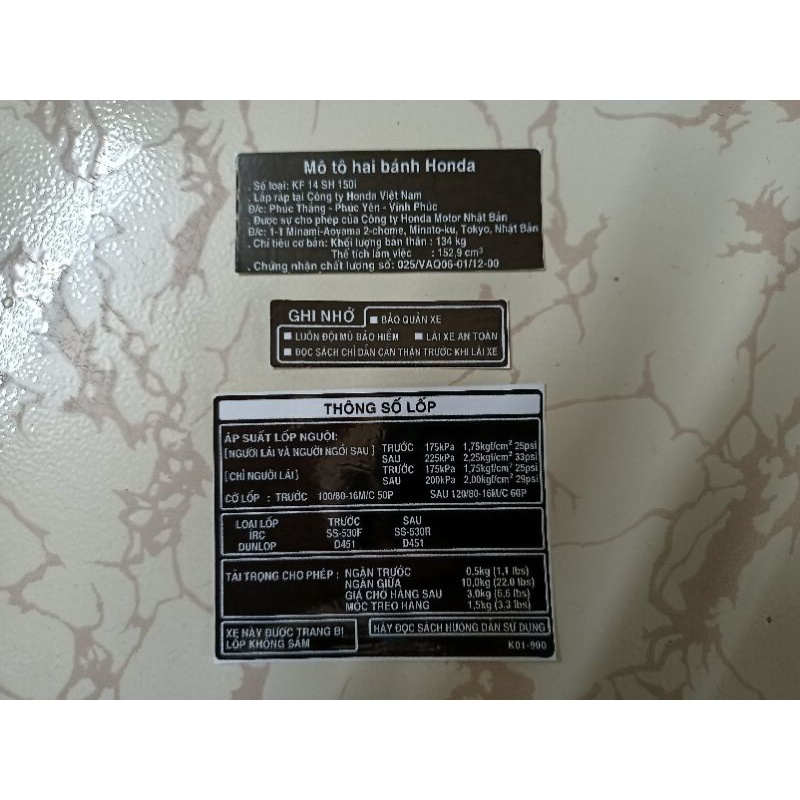 Mô tô hai bánh Honda
. Số loại: KF 14 SH 150i
. Lắp ráp tại Công ty Honda Việt Nam
Đ/c: Phúc Thắng - Phúc Yên - Vĩnh Phúc
. Được sự cho phép của Công ty Honda Motor Nhật Bản
Đ/c: 1-1 Minami-Aoyama 2-chome, Minato-ku, Tokyo, Nhật Bản
. Chỉ tiêu cơ bản: Khối lượng bản thân : 134 kg
Thể tích làm việc : 152,9 cm³
. Chứng nhận chất lượng số: 025/VAQ06-01/12-00
GHI NHỚ ■ BẢO QUẢN XE
■ LUÔN ĐỘI MŨ BẢO HIỂM ■ LÁI XE AN TOÀN
■ ĐỌC SÁCH CHỈ DẪN CẨN THẬN TRƯỚC KHI LÁI XE
THÔNG SỐ LỐP
ÁP SUẤT LỐP NGUỘI:
[NGƯỜI LÁI VÀ NGƯỜI NGỒI SAU] TRƯỚC 175kPa 1,75kgf/cm² 25psi
SAU 225kPa 2,25kgf/cm² 33psi
[CHỈ NGƯỜI LÁI] TRƯỚC 175kPa 1,75kgf/cm² 25psi
SAU 200kPa 2,00kgf/cm² 29psi
CỠ LỐP : TRƯỚC 100/80-16M/C 50P SAU 120/80-16M/C 60P
LOẠI LỐP TRƯỚC SAU
IRC SS-530F SS-530R
DUNLOP D451 D451
TẢI TRỌNG CHO PHÉP : NGĂN TRƯỚC 0.5kg (1.1 lbs)
NGĂN GIỮA 10,0kg (22.0 lbs)
GIÁ CHỞ HÀNG SAU 3.0kg (6.6 lbs)
MÓC TREO HÀNG 1,5kg (3.3 lbs)
XE NÀY ĐƯỢC TRANG BỊ
LỐP KHÔNG SĂM
HÃY ĐỌC SÁCH HƯỚNG DẪN SỬ DỤNG
K01-900